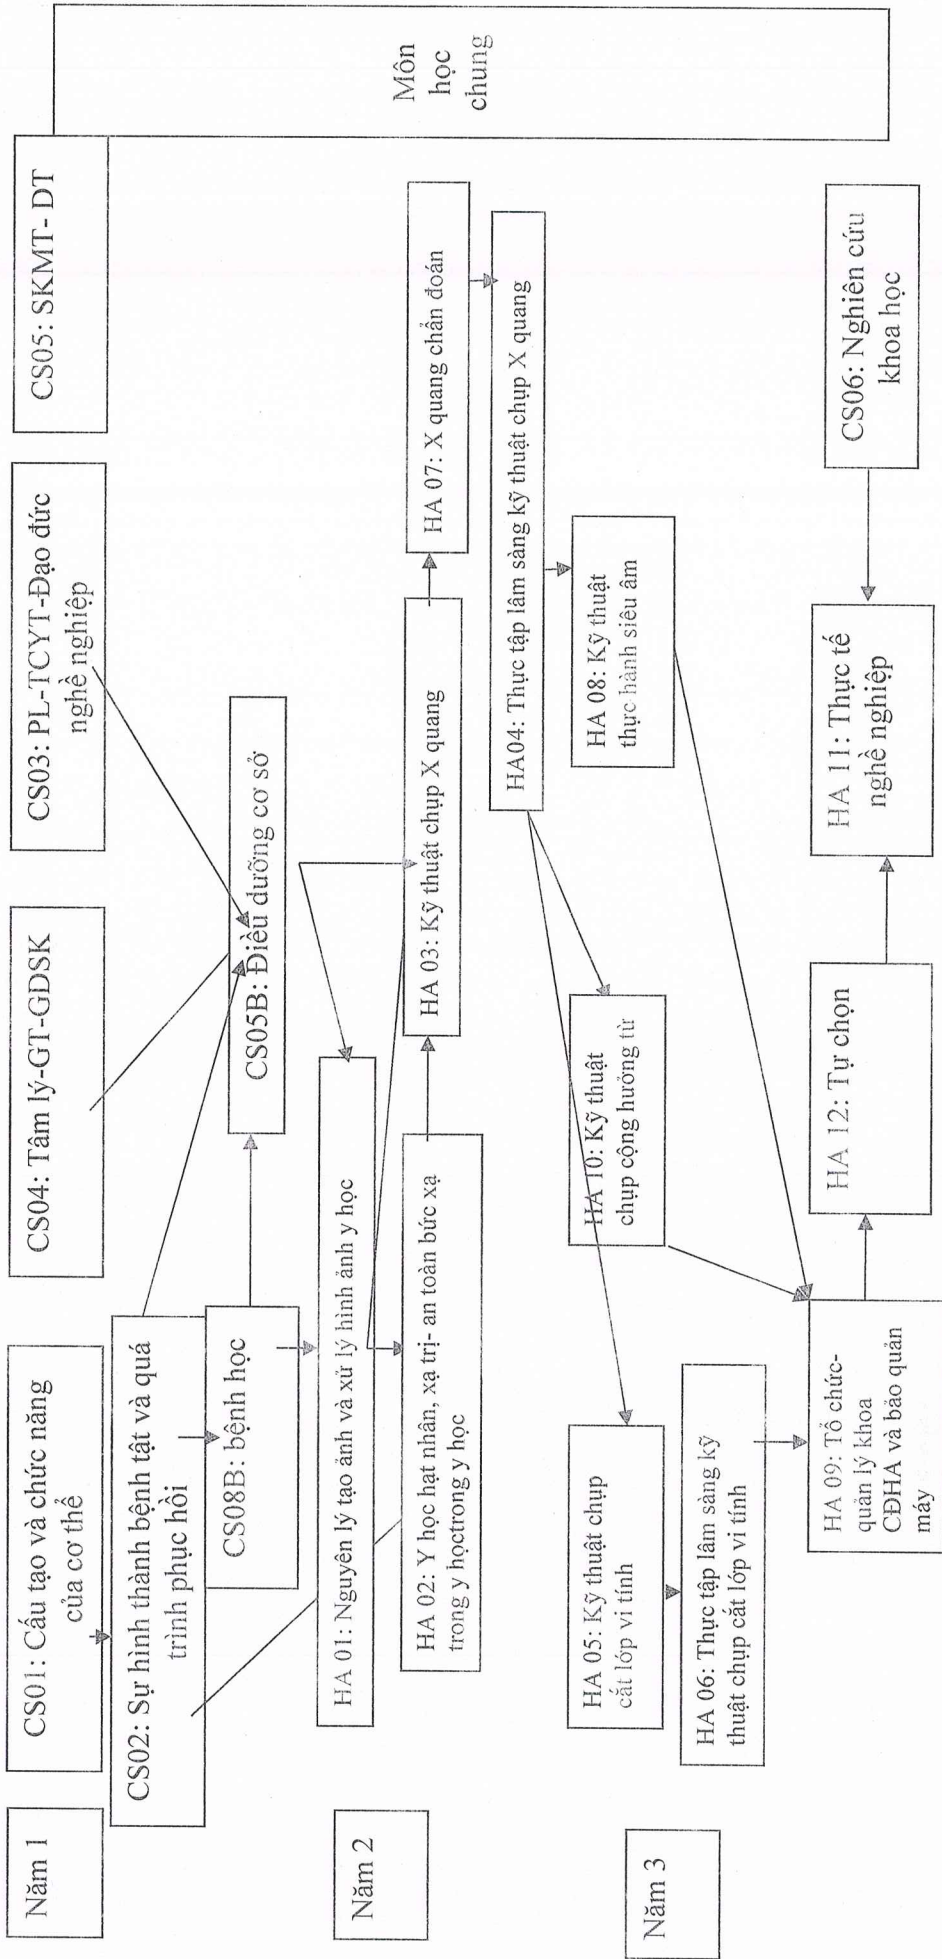 Năm 1
CS01: Cấu tạo và chức năng
của cơ thể
CS04: Tâm lý-GT-GDSK
CS03: PL-TCYT-Đạo đức
nghề nghiệp
CS05: SKMT- DT
Môn
học
chung
CS02: Sự hình thành bệnh tật và quá
trình phục hồi
CS08B: bệnh học
CS05B: Điều dưỡng cơ sở
Năm 2
HA 01: Nguyên lý tạo ảnh và xử lý hình ảnh y học
HA 02: Y học hạt nhân, xạ trị- an toàn bức xạ
trong y họctrong y học
HA 03: Kỹ thuật chụp X quang
HA 07: X quang chẩn đoán
HA04: Thực tập lâm sàng kỹ thuật chụp X quang
Năm 3
HA 05: Kỹ thuật chụp
cắt lớp vi tính
HA 10: Kỹ thuật
chụp cộng hưởng từ
HA 08: Kỹ thuật
thực hành siêu âm
HA 06: Thực tập lâm sàng kỹ
thuật chụp cắt lớp vi tính
HA 09: Tổ chức-
quản lý khoa
CĐHA và bảo quản
máy
HA 12: Tự chọn
HA 11: Thực tế
nghề nghiệp
CS06: Nghiên cứu
khoa học